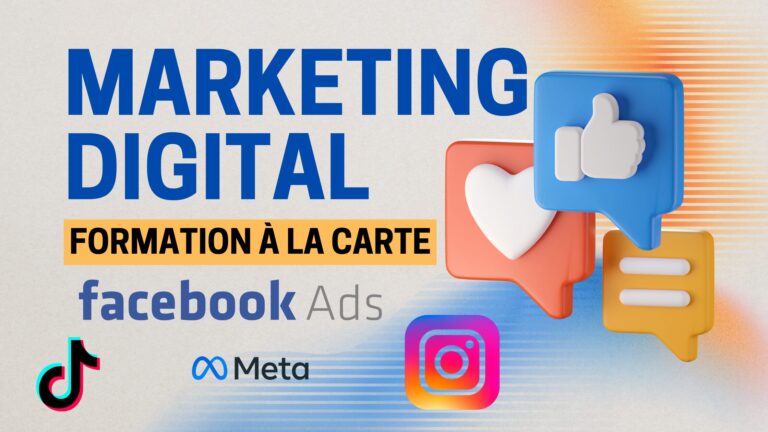 MARKETING
DIGITAL
FORMATION À LA CARTE
facebook Ads
Meta